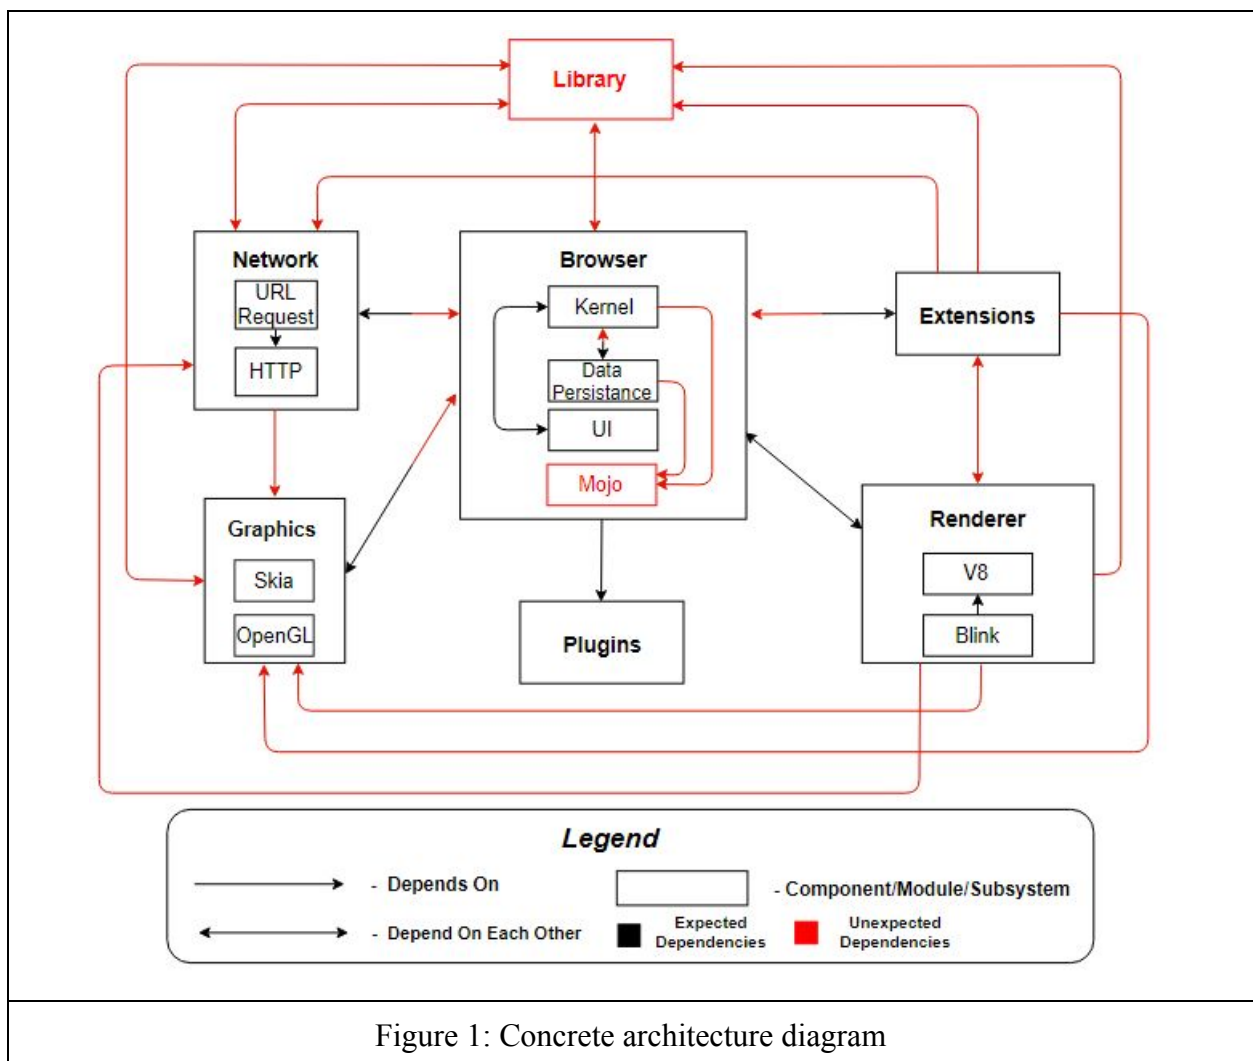 Library
Network
URL
Request
HTTP
Browser
Kernel
Data
Persistance
UI
Mojo
Extensions
Graphics
Skia
OpenGL
Plugins
Renderer
V8
Blink
Legend
- Depends On
- Component/Module/Subsystem
- Depend On Each Other
Expected
Dependencies
Unexpected
Dependencies
Figure 1: Concrete architecture diagram